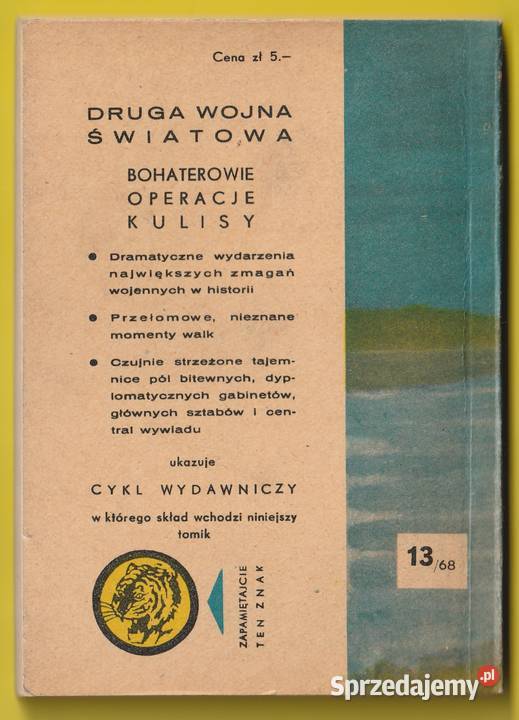 Cena zł 5.—
DRUGA WOJNA
ŚWIATOWA
BOHATEROWIE
OPERACJE
KULISY
● Dramatyczne wydarzenia
największych zmagań
wojennych w historii
● Przełomowe, nieznane
momenty walk
● Czujnie strzeżone tajem-
nice pól bitewnych, dyp-
lomatycznych gabinetów,
głównych sztabów i cen-
tral wywiadu
ukazuje
CYKL WYDAWNICZY
w którego skład wchodzi niniejszy
tomik
ZAPAMIĘTAJCIE
TEN ZNAK
13/68
Sprzedajemy.pl